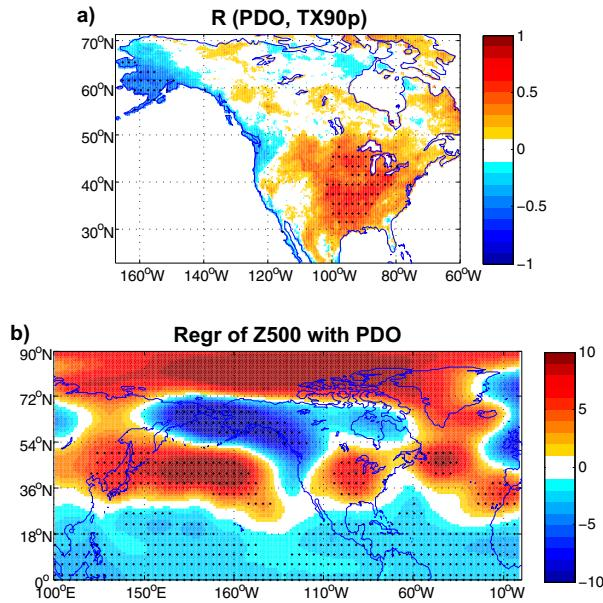 a)
R (PDO, TX90p)
70°N
60°N
50°N
40°N
30°N
160°W 140°W 120°W 100°W 80°W 60°W
1
0.5
0
−0.5
−1
b)
Regr of Z500 with PDO
90°N
72°N
54°N
36°N
18°N
0°
100°E 150°E 160°W 110°W 60°W 10°W
10
5
0
−5
−10